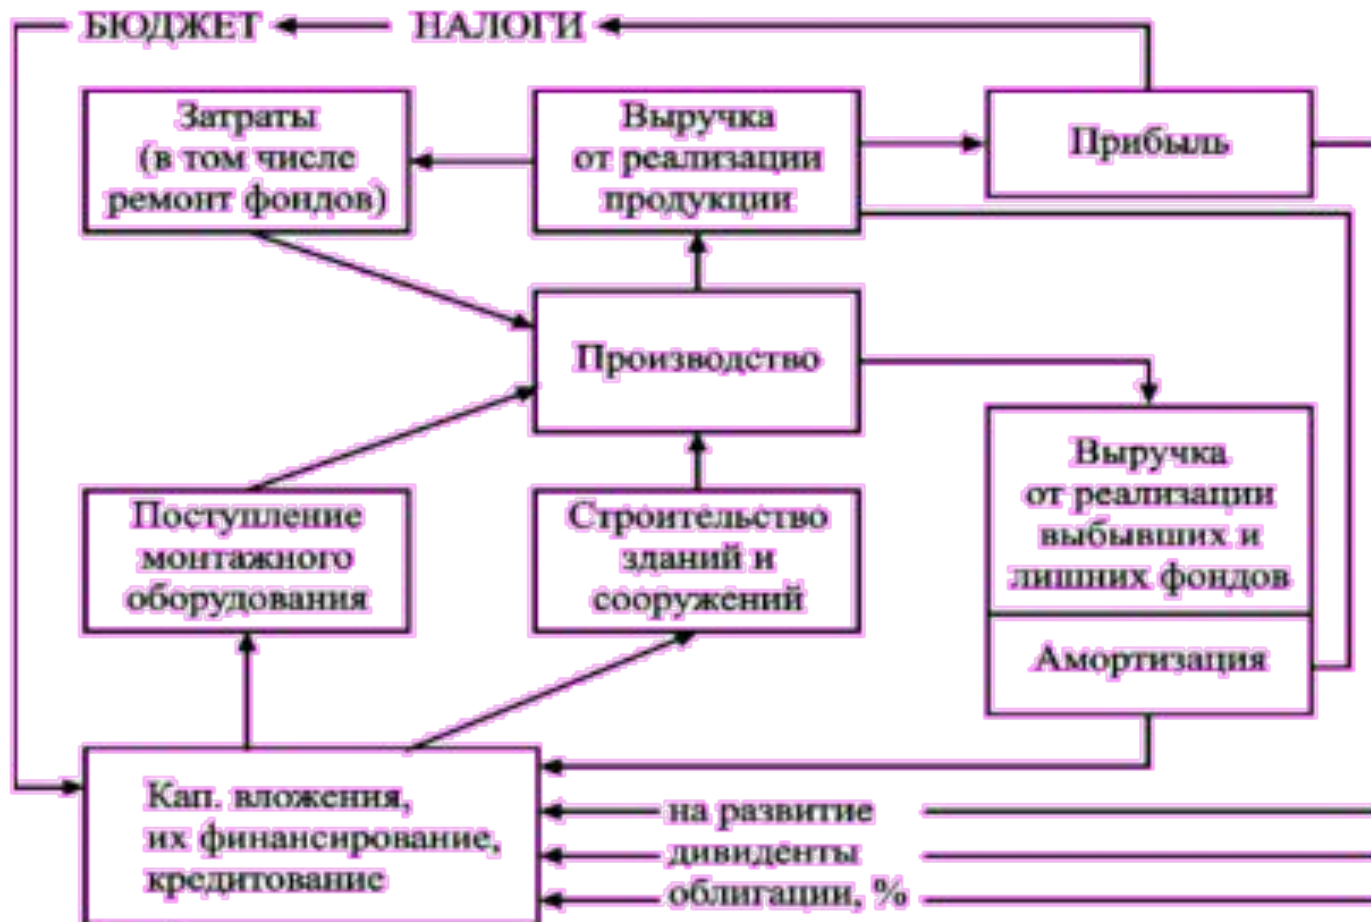 БЮДЖЕТ НАЛОГИ
Затраты
(в том числе
ремонт фондов)
Выручка
от реализации
продукции
Прибыль
Производство
Поступление
монтажного
оборудования
Строительство
зданий и
сооружений
Выручка
от реализации
выбывших и
лишних фондов
Амортизация
Кап. вложения,
их финансирование,
кредитование
на развитие
дивиденты
облигации, %